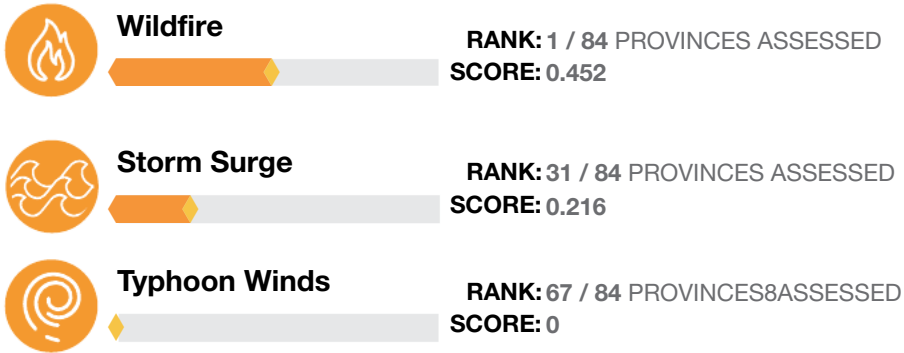 Wildfire
RANK: 1 / 84 PROVINCES ASSESSED
SCORE: 0.452
Storm Surge
RANK: 31 / 84 PROVINCES ASSESSED
SCORE: 0.216
Typhoon Winds
RANK: 67 / 84 PROVINCES8ASSESSED
SCORE: 0